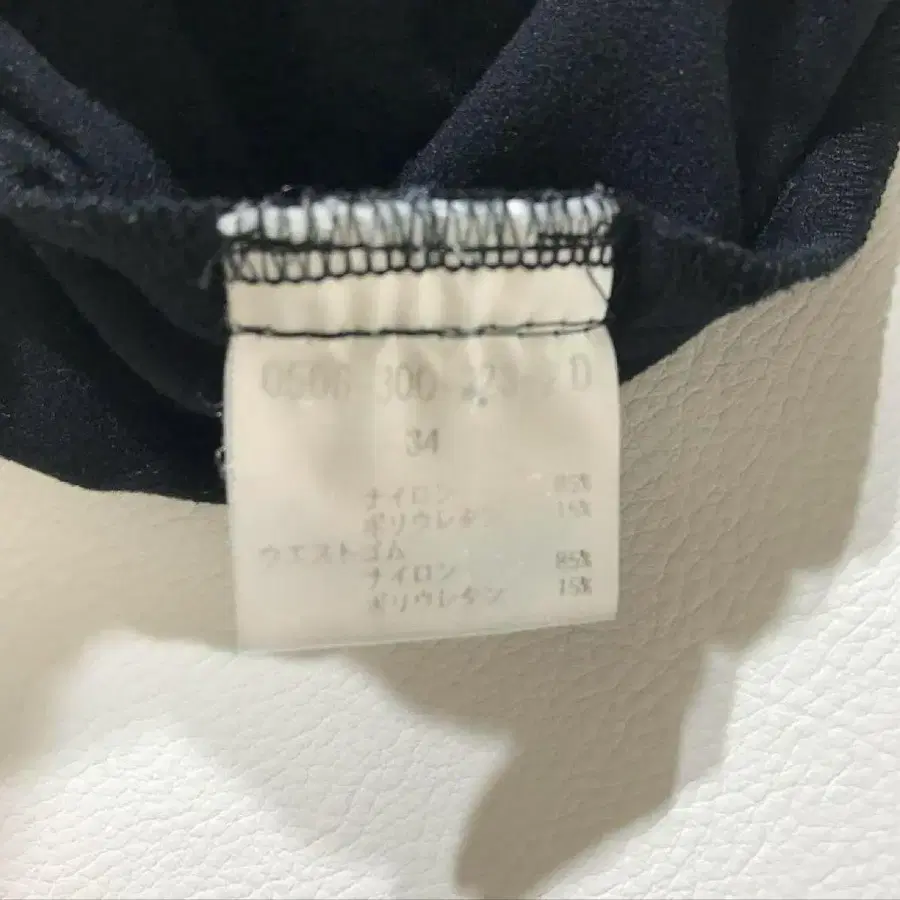 300 D
34
ナイロン 85%
ポリウレタン 15%
ウエストゴム
ナイロン 85%
ポリウレタン 15%